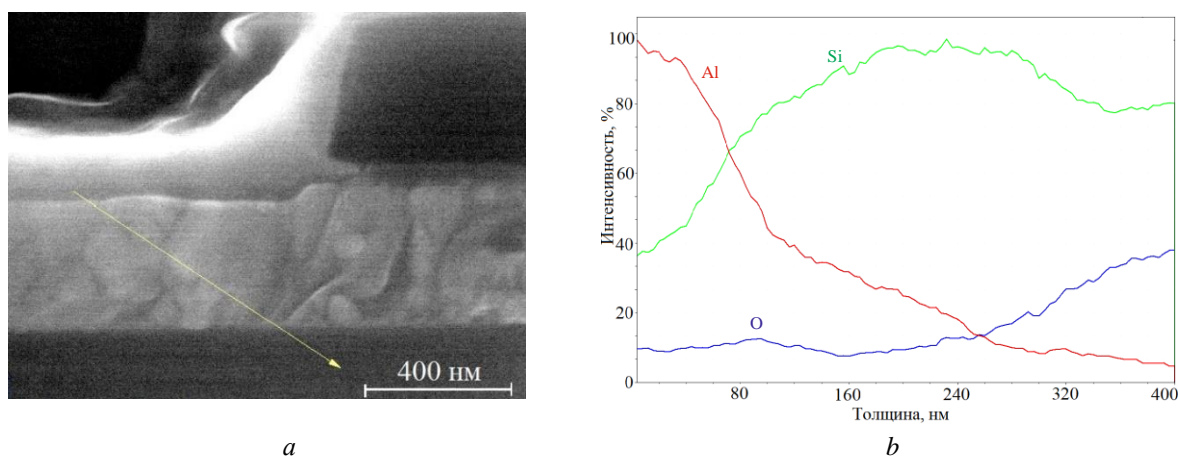 400 нм
100
80
60
40
20
0
Интенсивность, %
Al
Si
O
80
160
240
320
400
Толщина, нм
a
b